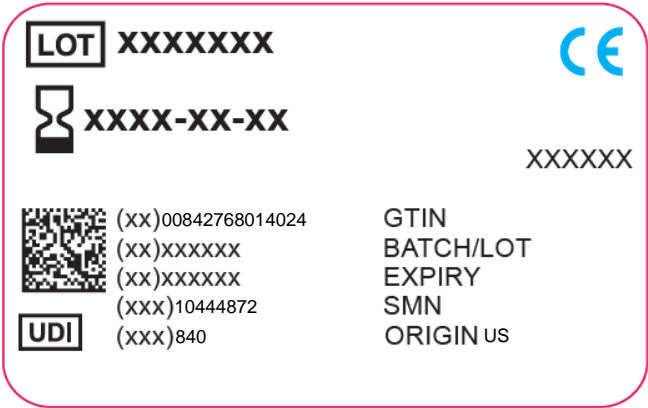 LOT XXXXXXX
CE
XXXX-XX-XX
XXXXXX
(xx)00842768014024 GTIN
(xx)xxxxxx BATCH/LOT
(xx)xxxxxx EXPIRY
(xxx)10444872 SMN
UDI (xxx)840 ORIGIN US